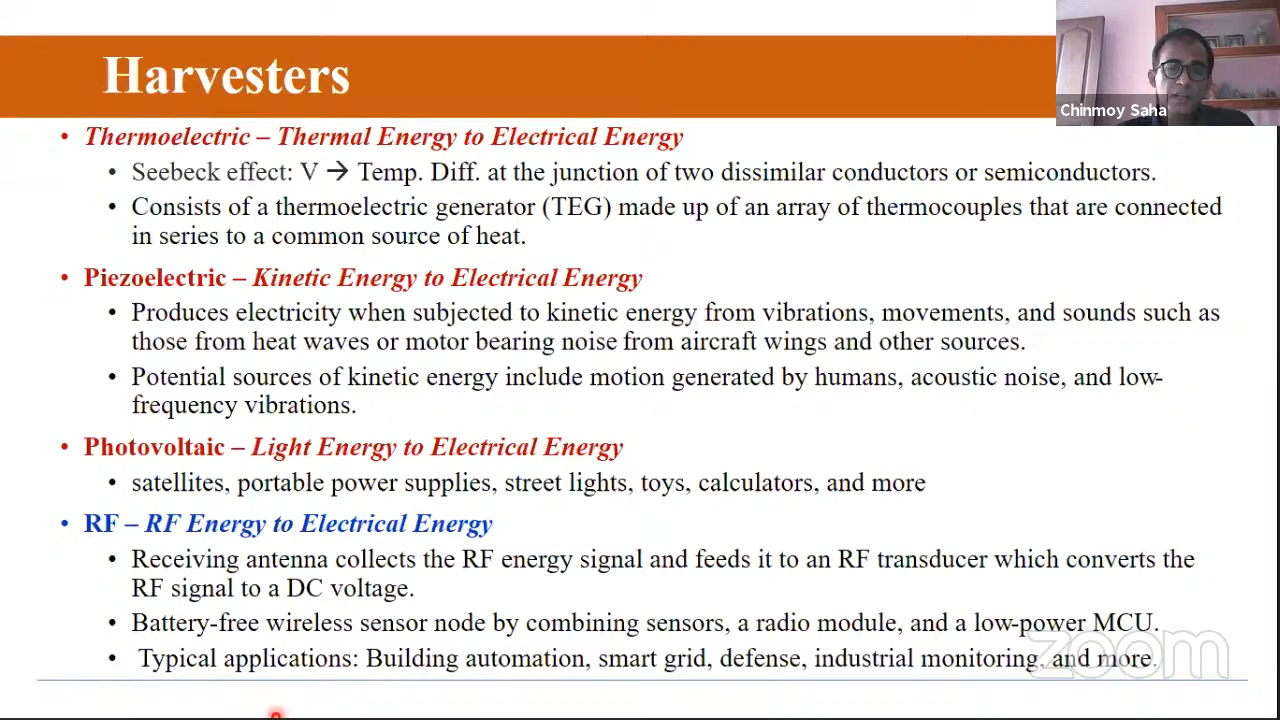 Harvesters
Chinmoy Saha
• Thermoelectric – Thermal Energy to Electrical Energy
• Seebeck effect: V → Temp. Diff. at the junction of two dissimilar conductors or semiconductors.
• Consists of a thermoelectric generator (TEG) made up of an array of thermocouples that are connected
in series to a common source of heat.
• Piezoelectric – Kinetic Energy to Electrical Energy
• Produces electricity when subjected to kinetic energy from vibrations, movements, and sounds such as
those from heat waves or motor bearing noise from aircraft wings and other sources.
• Potential sources of kinetic energy include motion generated by humans, acoustic noise, and low-
frequency vibrations.
• Photovoltaic – Light Energy to Electrical Energy
• satellites, portable power supplies, street lights, toys, calculators, and more
• RF – RF Energy to Electrical Energy
• Receiving antenna collects the RF energy signal and feeds it to an RF transducer which converts the
RF signal to a DC voltage.
• Battery-free wireless sensor node by combining sensors, a radio module, and a low-power MCU.
• Typical applications: Building automation, smart grid, defense, industrial monitoring, and more.
zoom